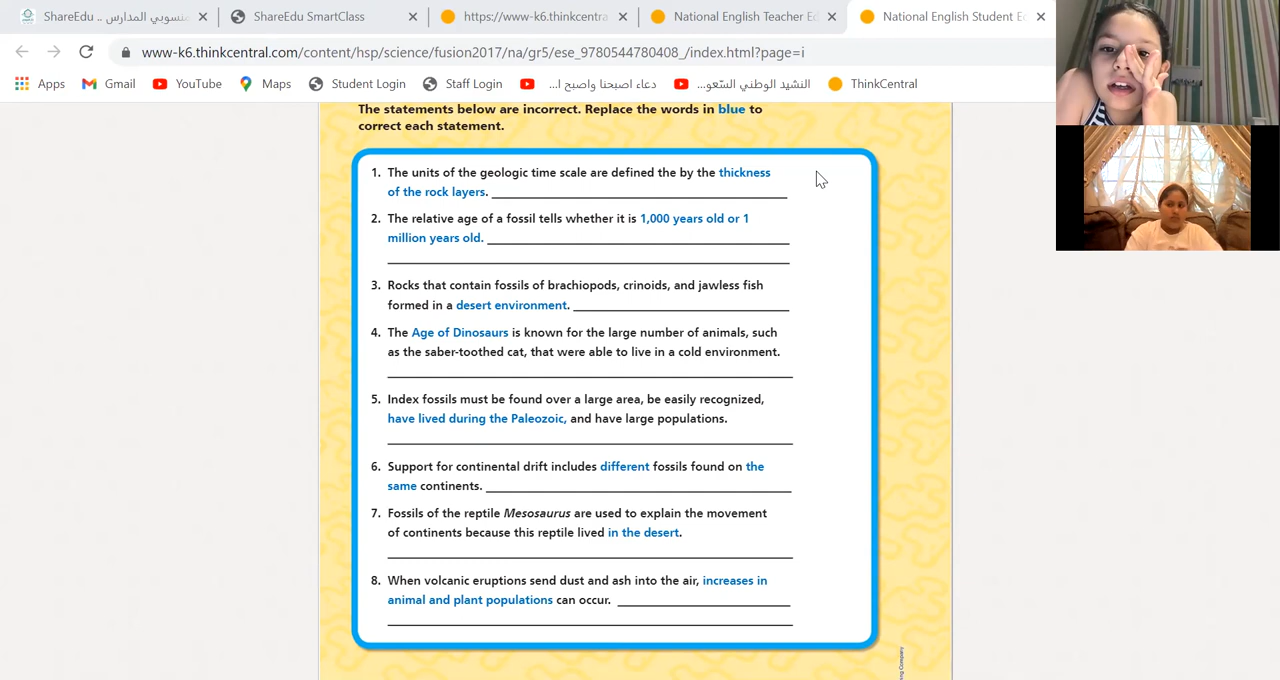 منسوبي المدارس .. ShareEdu
ShareEdu SmartClass
https://www-k6.thinkcentra
National English Teacher Ed
National English Student Ec
www-k6.thinkcentral.com/content/hsp/science/fusion2017/na/gr5/ese_9780544780408_/index.html?page=i
Apps
Gmail
YouTube
Maps
Student Login
Staff Login
دعاء اصبحنا واصبح ا...
النشيد الوطني السّعو...
ThinkCentral
The statements below are incorrect. Replace the words in blue to
correct each statement.
1. The units of the geologic time scale are defined the by the thickness
of the rock layers.
2. The relative age of a fossil tells whether it is 1,000 years old or 1
million years old.
3. Rocks that contain fossils of brachiopods, crinoids, and jawless fish
formed in a desert environment.
4. The Age of Dinosaurs is known for the large number of animals, such
as the saber-toothed cat, that were able to live in a cold environment.
5. Index fossils must be found over a large area, be easily recognized,
have lived during the Paleozoic, and have large populations.
6. Support for continental drift includes different fossils found on the
same continents.
7. Fossils of the reptile Mesosaurus are used to explain the movement
of continents because this reptile lived in the desert.
8. When volcanic eruptions send dust and ash into the air, increases in
animal and plant populations can occur.
ing Company